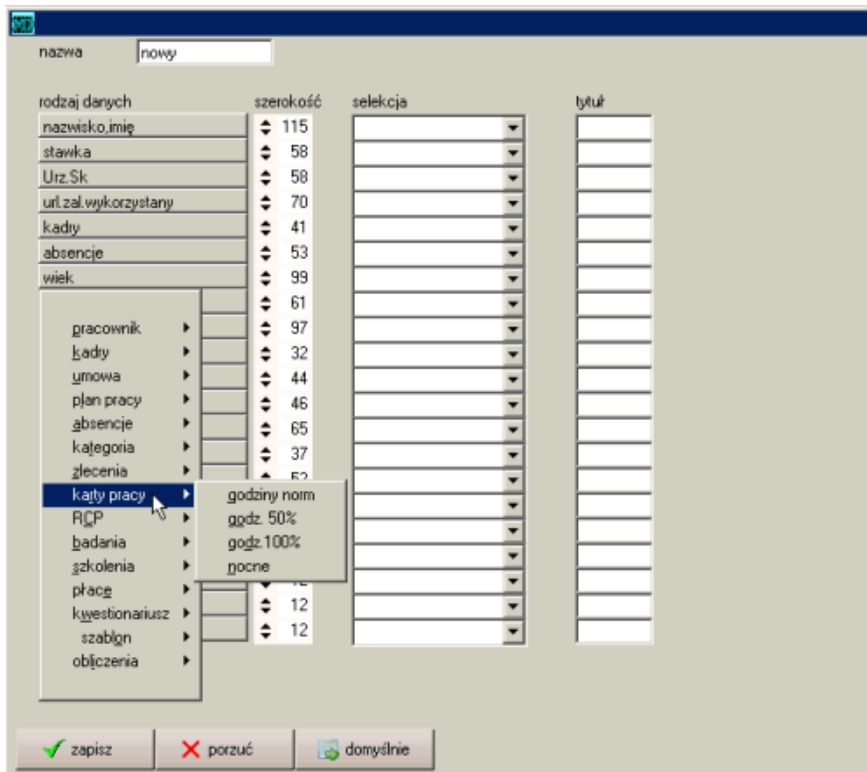 MD
nazwa nowy
rodzaj danych szerokość selekcja tytuł
nazwisko,imię 115
stawka 58
Urz.Sk 58
url.zal.wykorzystany 70
kadry 41
absencje 53
wiek 99
61
pracownik 97
kadry 32
umowa 44
plan pracy 46
absencje 65
kategoria 37
zlecenia
karty pracy godziny norm
RCP godz. 50%
badania godz.100%
szkolenia nocne
płace
kwestionariusz 12
szablon 12
obliczenia
zapisz porzuć domyślnie